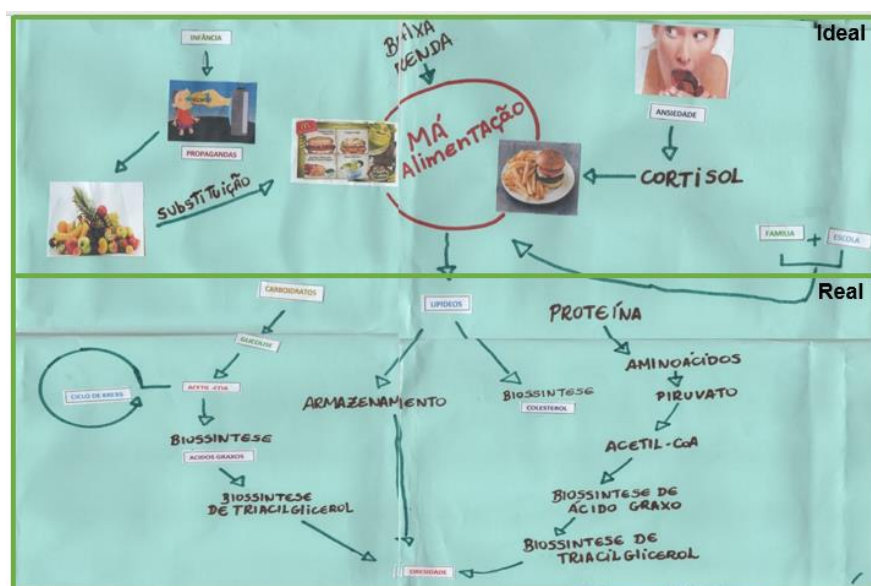 Ideal
INFÂNCIA
PROPAGANDAS
SUBSTITUIÇÃO
BAIXA
RENDA
MÁ
AlimENTAÇÃO
ANSIEDADE
CORTISOL
FAMÍLIA + ESCOLA
Real
CARBOIDRATOS
GLICÓLISE
CICLO DE KREBS
ACETIL -COA
BIOSSINTESE
ÁCIDOS GRAXOS
BIOSSINTESE
DE TRIACILGLICEROL
LIPÍDEOS
ARMAZENAMENTO
BIOSSINTESE
COLESTEROL
PROTEÍNA
AMINOÁCIDOS
PIRUVATO
ACETIL-COA
BIOSSINTESE DE
ÁCIDO GRAXO
BIOSSINTESE DE
TRIACILGLICEROL
OBESIDADE